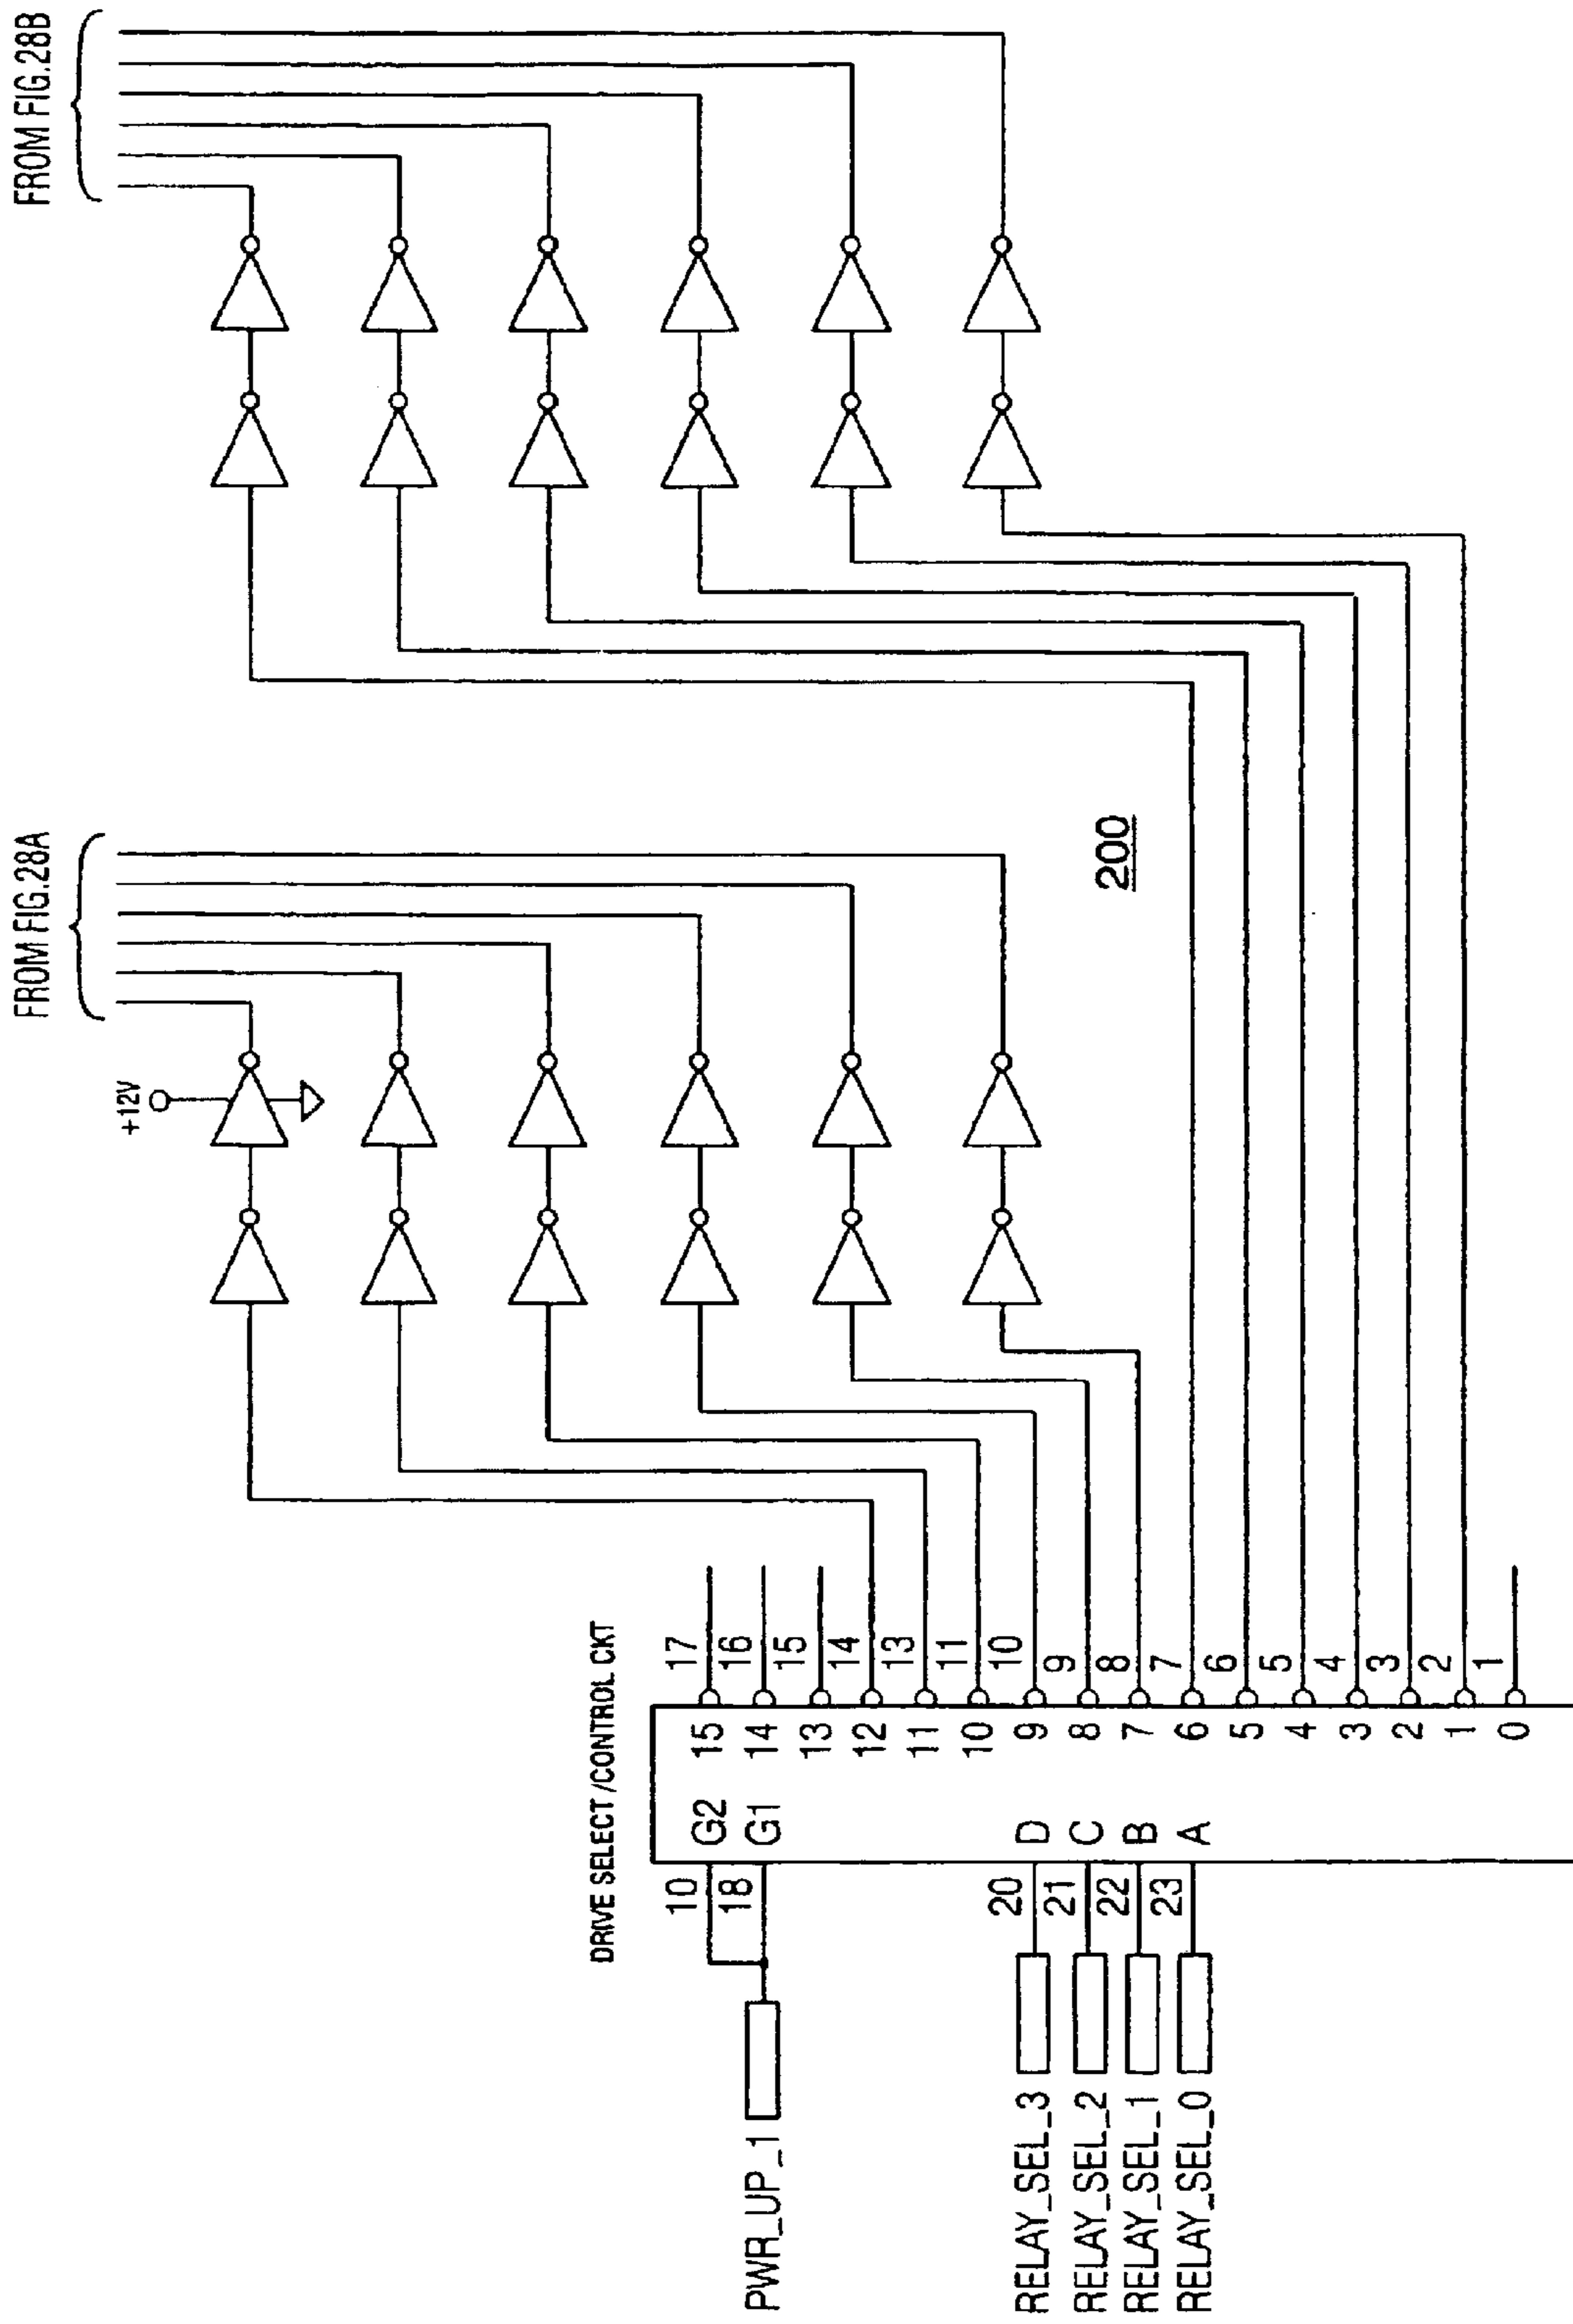 FROM FIG.28A
FROM FIG.28B
+12V
200
DRIVE SELECT/CONTROL CKT
PWR_UP_1
10 G2
18 G1
RELAY_SEL_3 20 D
RELAY_SEL_2 21 C
RELAY_SEL_1 22 B
RELAY_SEL_0 23 A
15 17
14 16
13 15
12 14
11 13
10 11
9 10
8 9
7 8
6 7
5 6
4 5
3 4
2 3
1 2
0 1